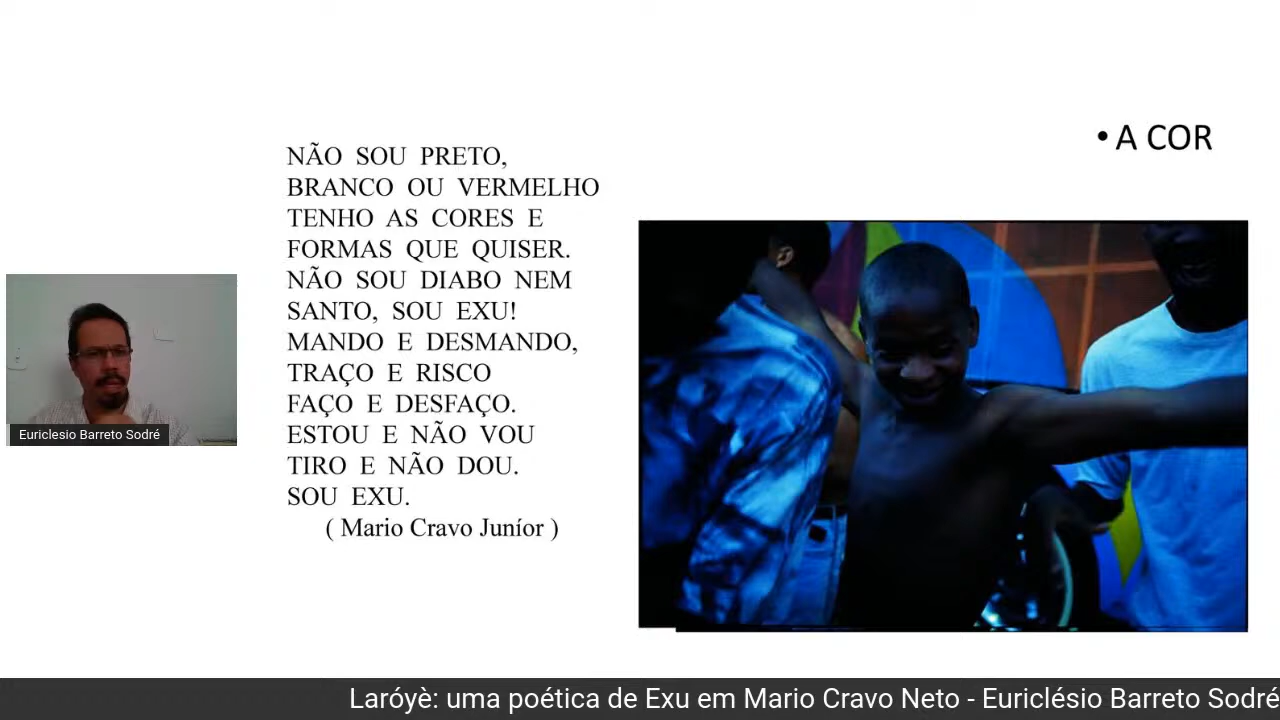 • A COR
NÃO SOU PRETO,
BRANCO OU VERMELHO
TENHO AS CORES E
FORMAS QUE QUISER.
NÃO SOU DIABO NEM
SANTO, SOU EXU!
MANDO E DESMANDO,
TRAÇO E RISCO
FAÇO E DESFAÇO.
ESTOU E NÃO VOU
TIRO E NÃO DOU.
SOU EXU.
( Mario Cravo Juníor )
Euriclesio Barreto Sodré
Laróyè: uma poética de Exu em Mario Cravo Neto - Euriclésio Barreto Sodré